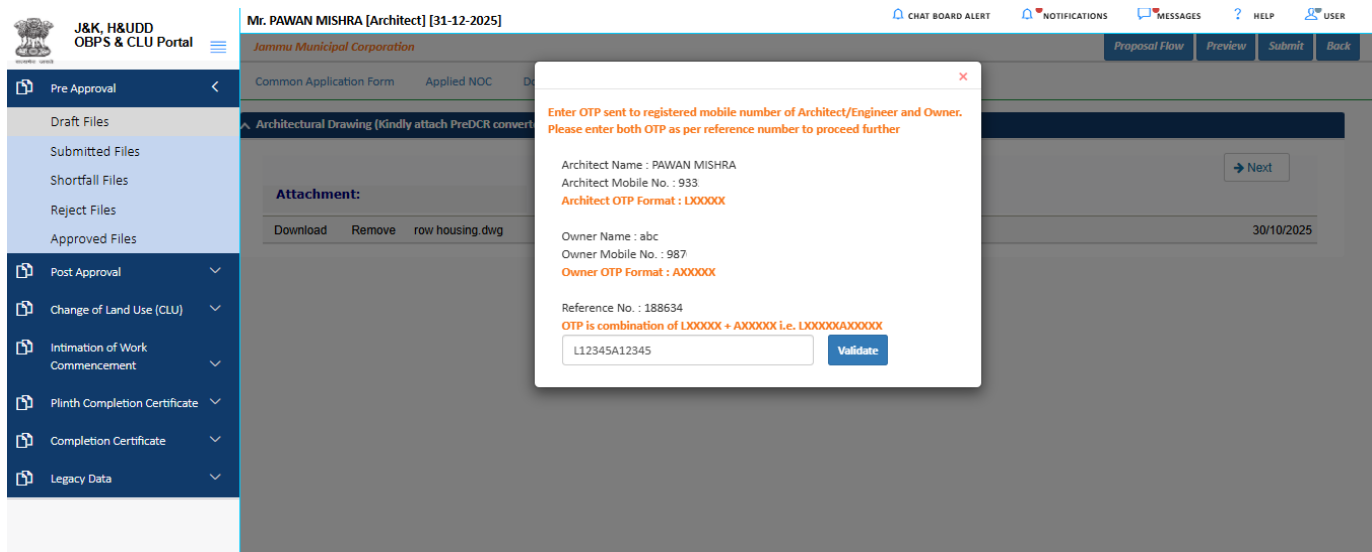 J&K, H&UDD
OBPS & CLU Portal
Mr. PAWAN MISHRA [Architect] [31-12-2025]
CHAT BOARD ALERT
NOTIFICATIONS
MESSAGES
? HELP
USER
Jammu Municipal Corporation
Proposal Flow
Preview
Submit
Back
Pre Approval
Draft Files
Submitted Files
Shortfall Files
Reject Files
Approved Files
Post Approval
Change of Land Use (CLU)
Intimation of Work
Commencement
Plinth Completion Certificate
Completion Certificate
Legacy Data
Common Application Form
Applied NOC
Architectural Drawing (Kindly attach PreDCR
Next
Attachment:
Download
Remove
row housing.dwg
30/10/2025
×
Enter OTP sent to registered mobile number of Architect/Engineer and Owner.
Please enter both OTP as per reference number to proceed further
Architect Name : PAWAN MISHRA
Architect Mobile No. : 933
Architect OTP Format : LXXXXX
Owner Name : abc
Owner Mobile No. : 987
Owner OTP Format : AXXXXX
Reference No. : 188634
OTP is combination of LXXXXX + AXXXXX i.e. LXXXXXAXXXXX
L12345A12345
Validate